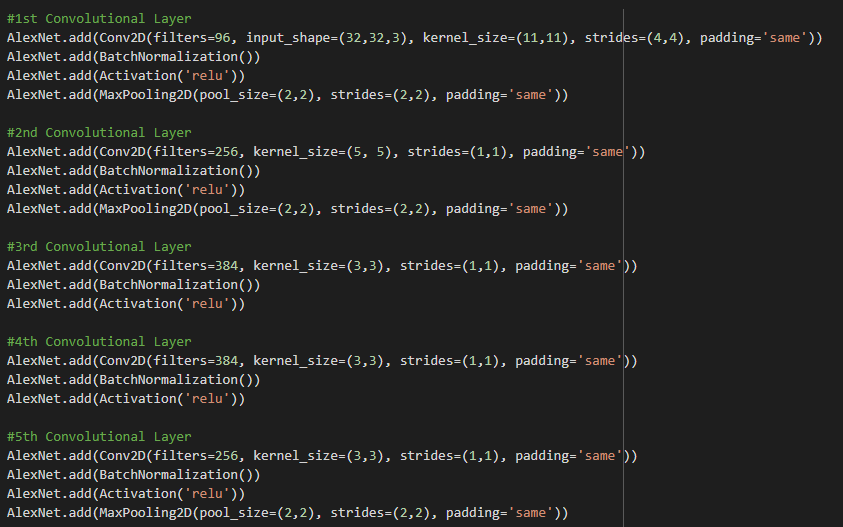 #1st Convolutional Layer
AlexNet.add(Conv2D(filters=96, input_shape=(32,32,3), kernel_size=(11,11), strides=(4,4), padding='same'))
AlexNet.add(BatchNormalization())
AlexNet.add(Activation('relu'))
AlexNet.add(MaxPooling2D(pool_size=(2,2), strides=(2,2), padding='same'))

#2nd Convolutional Layer
AlexNet.add(Conv2D(filters=256, kernel_size=(5, 5), strides=(1,1), padding='same'))
AlexNet.add(BatchNormalization())
AlexNet.add(Activation('relu'))
AlexNet.add(MaxPooling2D(pool_size=(2,2), strides=(2,2), padding='same'))

#3rd Convolutional Layer
AlexNet.add(Conv2D(filters=384, kernel_size=(3,3), strides=(1,1), padding='same'))
AlexNet.add(BatchNormalization())
AlexNet.add(Activation('relu'))

#4th Convolutional Layer
AlexNet.add(Conv2D(filters=384, kernel_size=(3,3), strides=(1,1), padding='same'))
AlexNet.add(BatchNormalization())
AlexNet.add(Activation('relu'))

#5th Convolutional Layer
AlexNet.add(Conv2D(filters=256, kernel_size=(3,3), strides=(1,1), padding='same'))
AlexNet.add(BatchNormalization())
AlexNet.add(Activation('relu'))
AlexNet.add(MaxPooling2D(pool_size=(2,2), strides=(2,2), padding='same'))